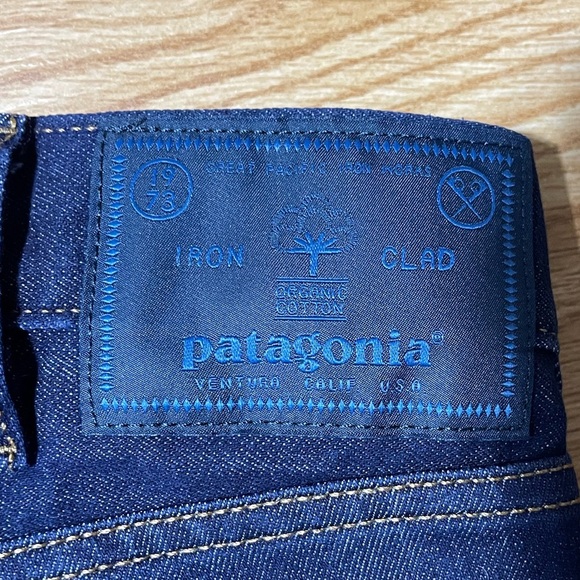 GREAT PACIFIC IRON WORKS
19
73
IRON CLAD
ORGANIC
COTTON
patagonia®
VENTURA CALIF U.S.A